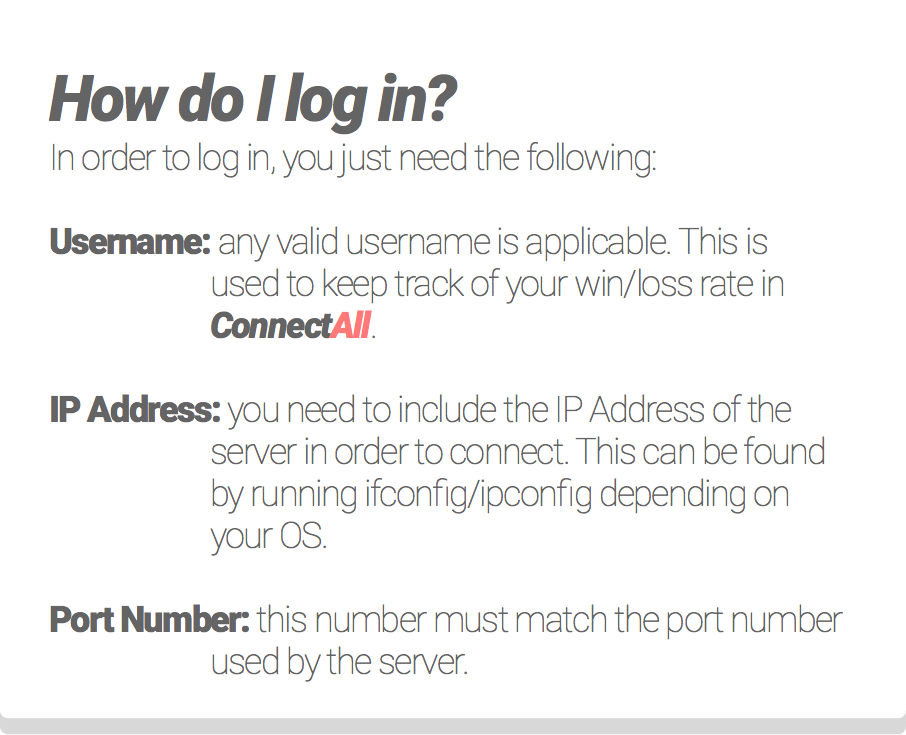 How do I log in?
In order to log in, you just need the following:
Username: any valid username is applicable. This is
used to keep track of your win/loss rate in
ConnectAll.
IP Address: you need to include the IP Address of the
server in order to connect. This can be found
by running ifconfig/ipconfig depending on
your OS.
Port Number: this number must match the port number
used by the server.